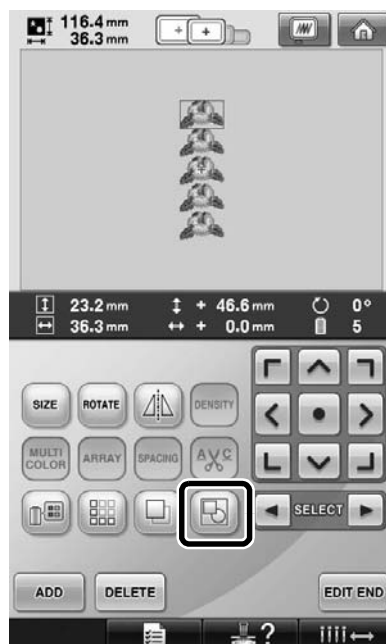 116.4 mm
36.3 mm
23.2 mm + 46.6 mm 0°
36.3 mm + 0.0 mm 5
SIZE ROTATE DENSITY
MULTI COLOR ARRAY SPACING A C
SELECT
ADD DELETE EDIT END
?